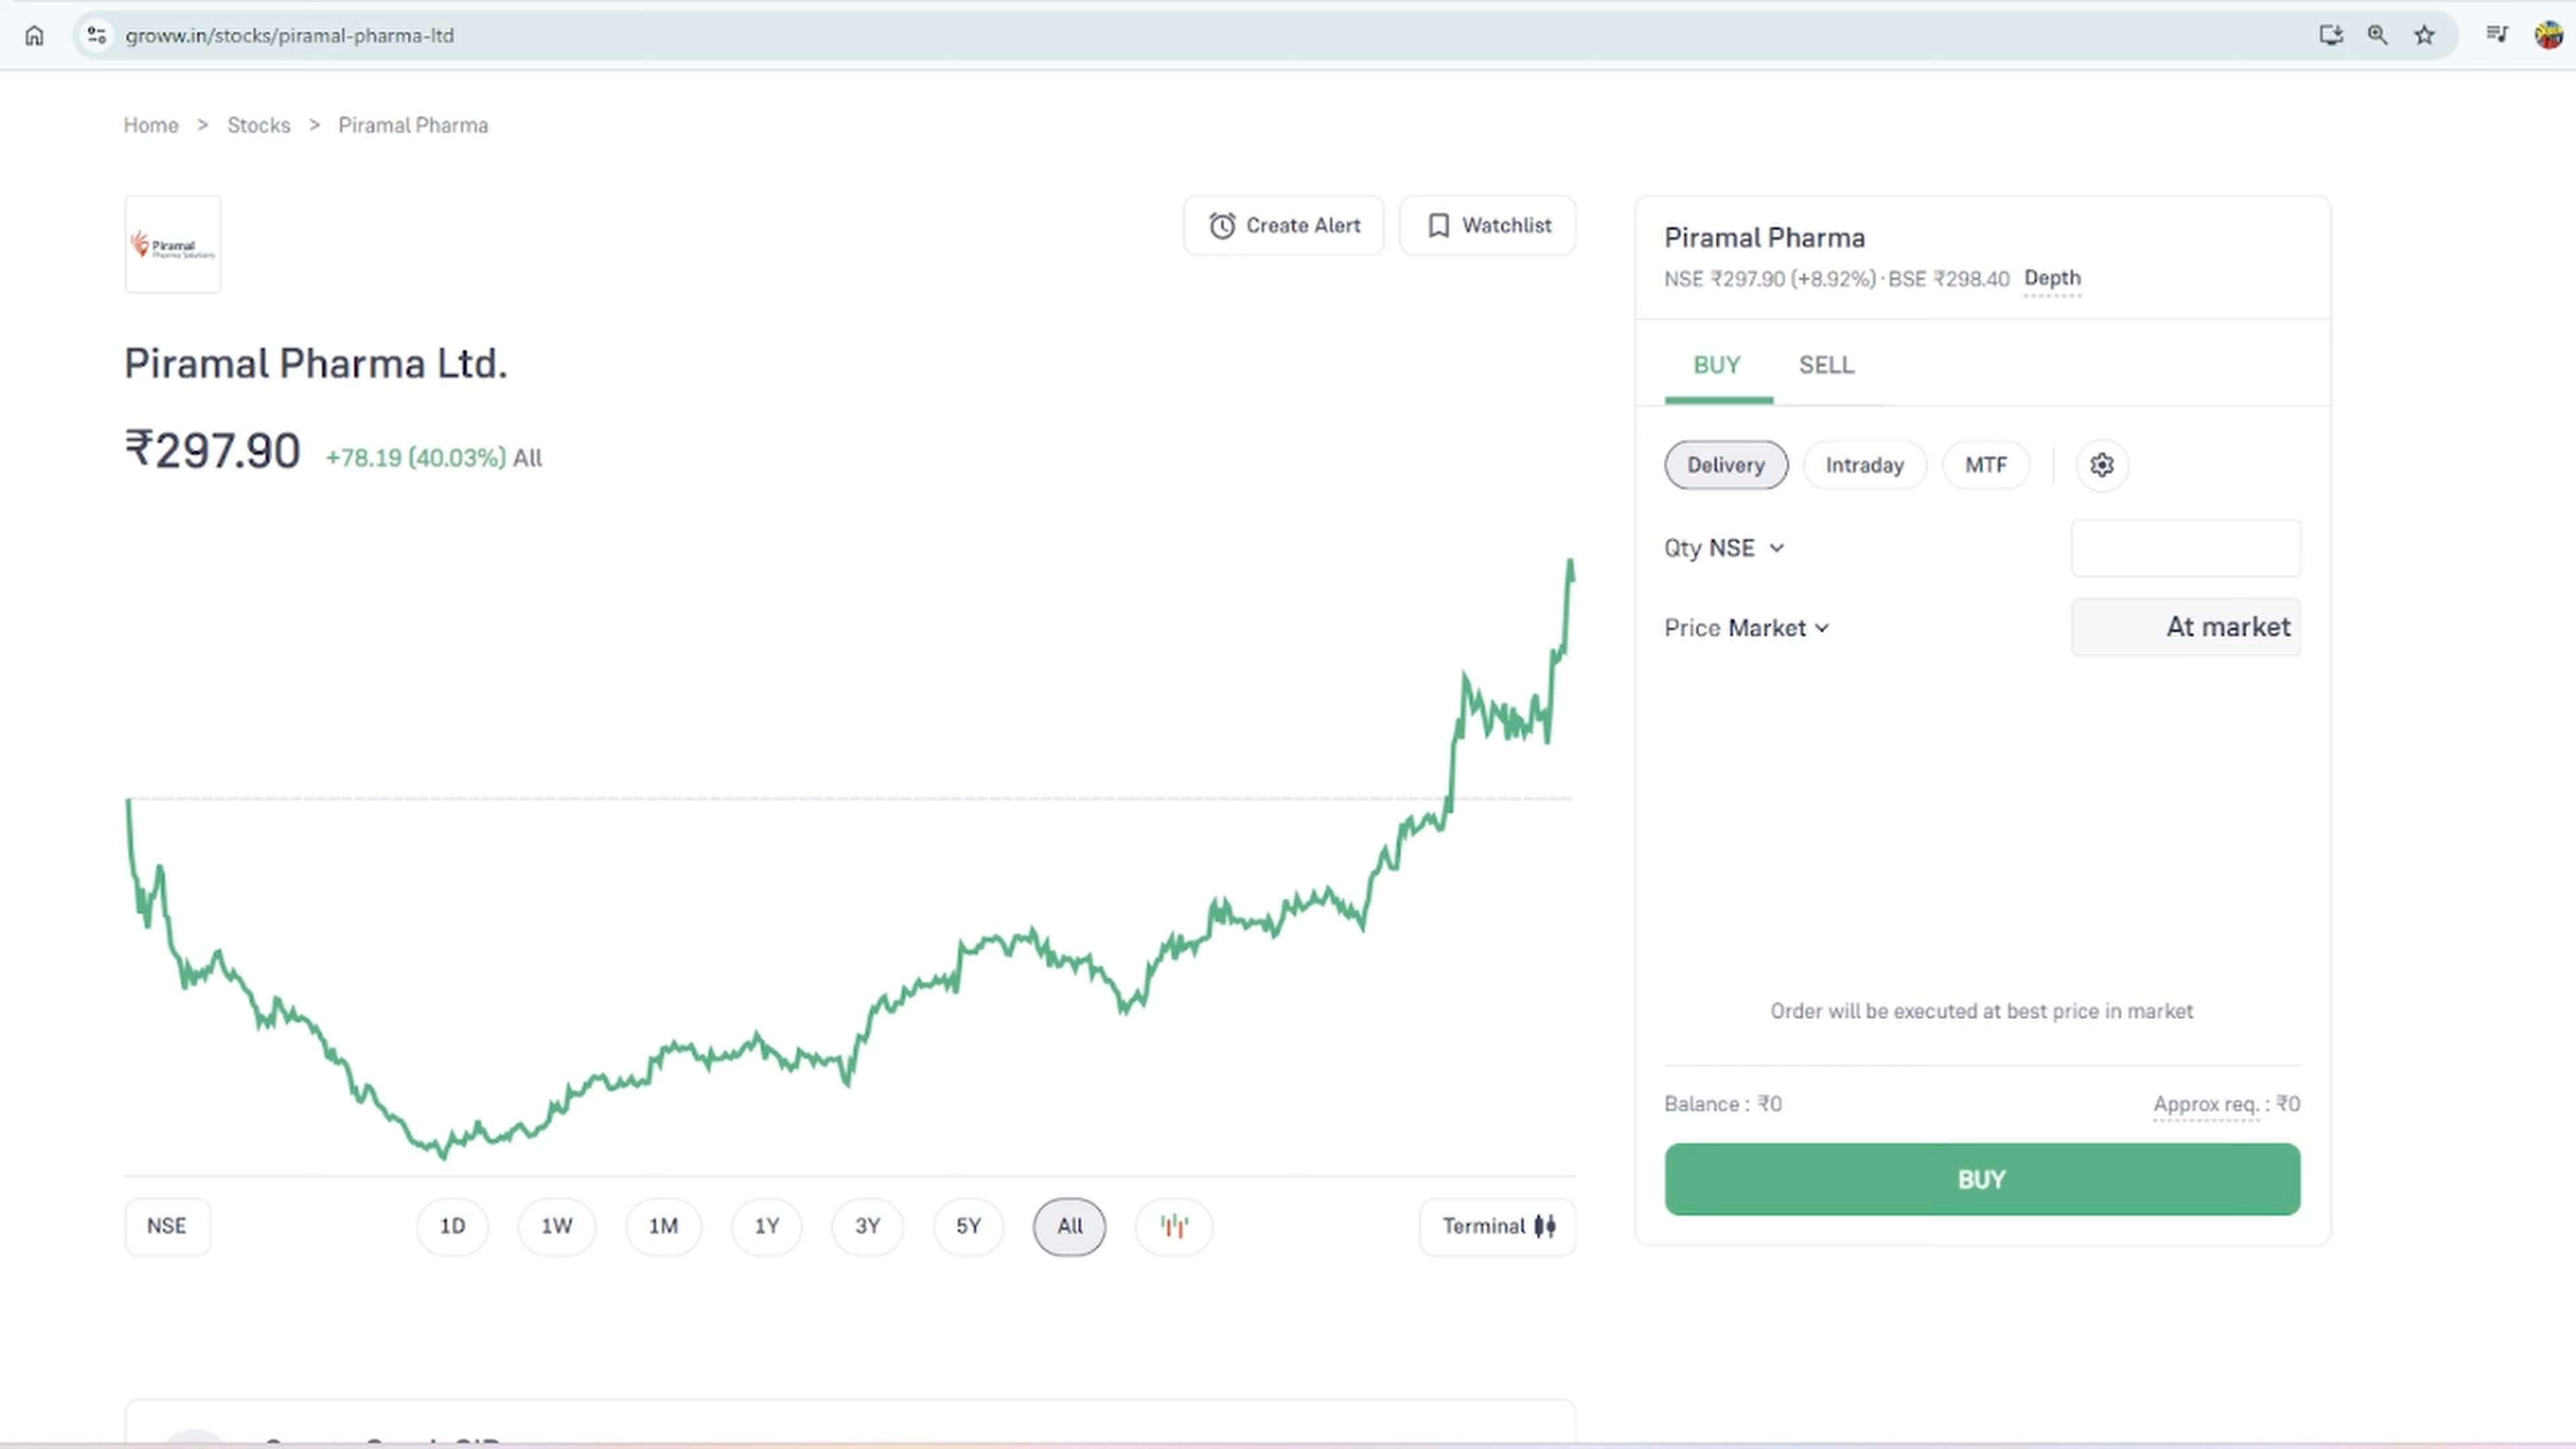 groww.in/stocks/piramal-pharma-ltd
Home > Stocks > Piramal Pharma
Piramal
Pharma Solutions
Create Alert
Watchlist
Piramal Pharma Ltd.
₹297.90 +78.19 (40.03%) All
NSE
1D
1W
1M
1Y
3Y
5Y
All
Terminal
Piramal Pharma
NSE ₹297.90 (+8.92%) · BSE ₹298.40 Depth
BUY SELL
Delivery Intraday MTF
Qty NSE
Price Market At market
Order will be executed at best price in market
Balance : ₹0 Approx req. : ₹0
BUY